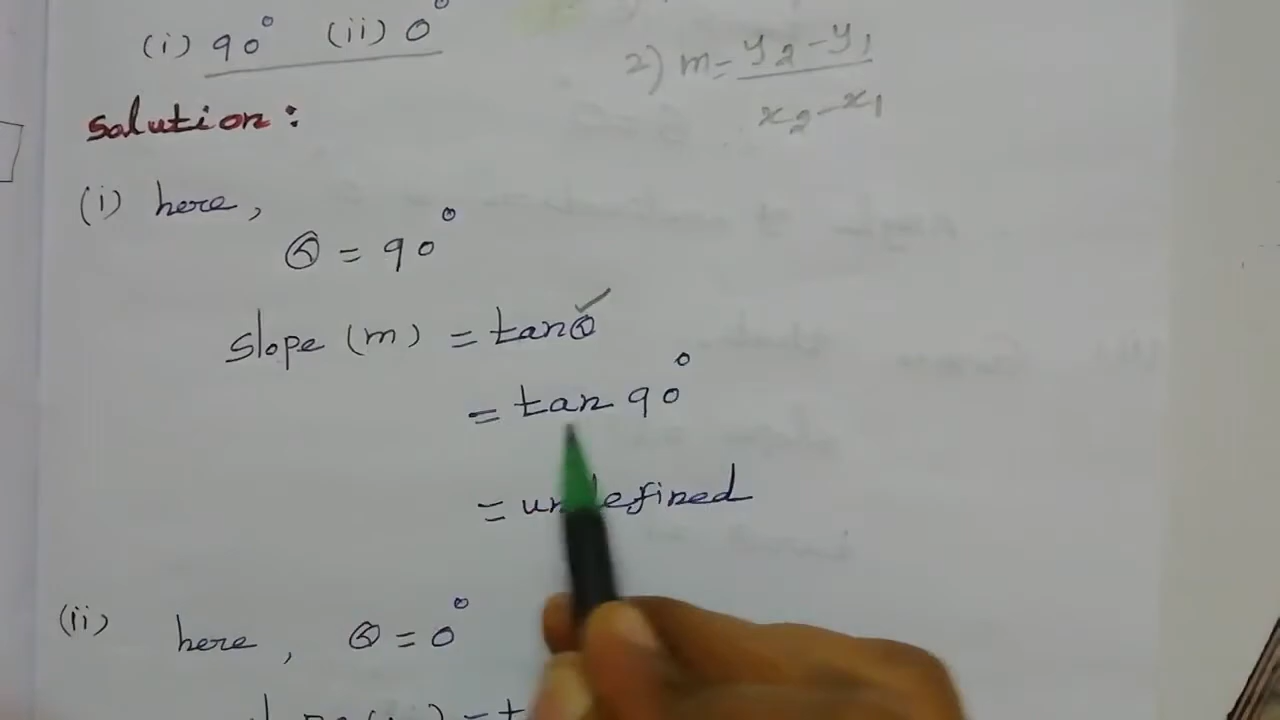 (i) 90° (ii) 0°
2) m = y₂ - y₁ / x₂ - x₁
Solution:
(i) here,
θ = 90°
Slope (m) = tanθ
= tan 90°
= undefined
(ii) here, θ = 0°